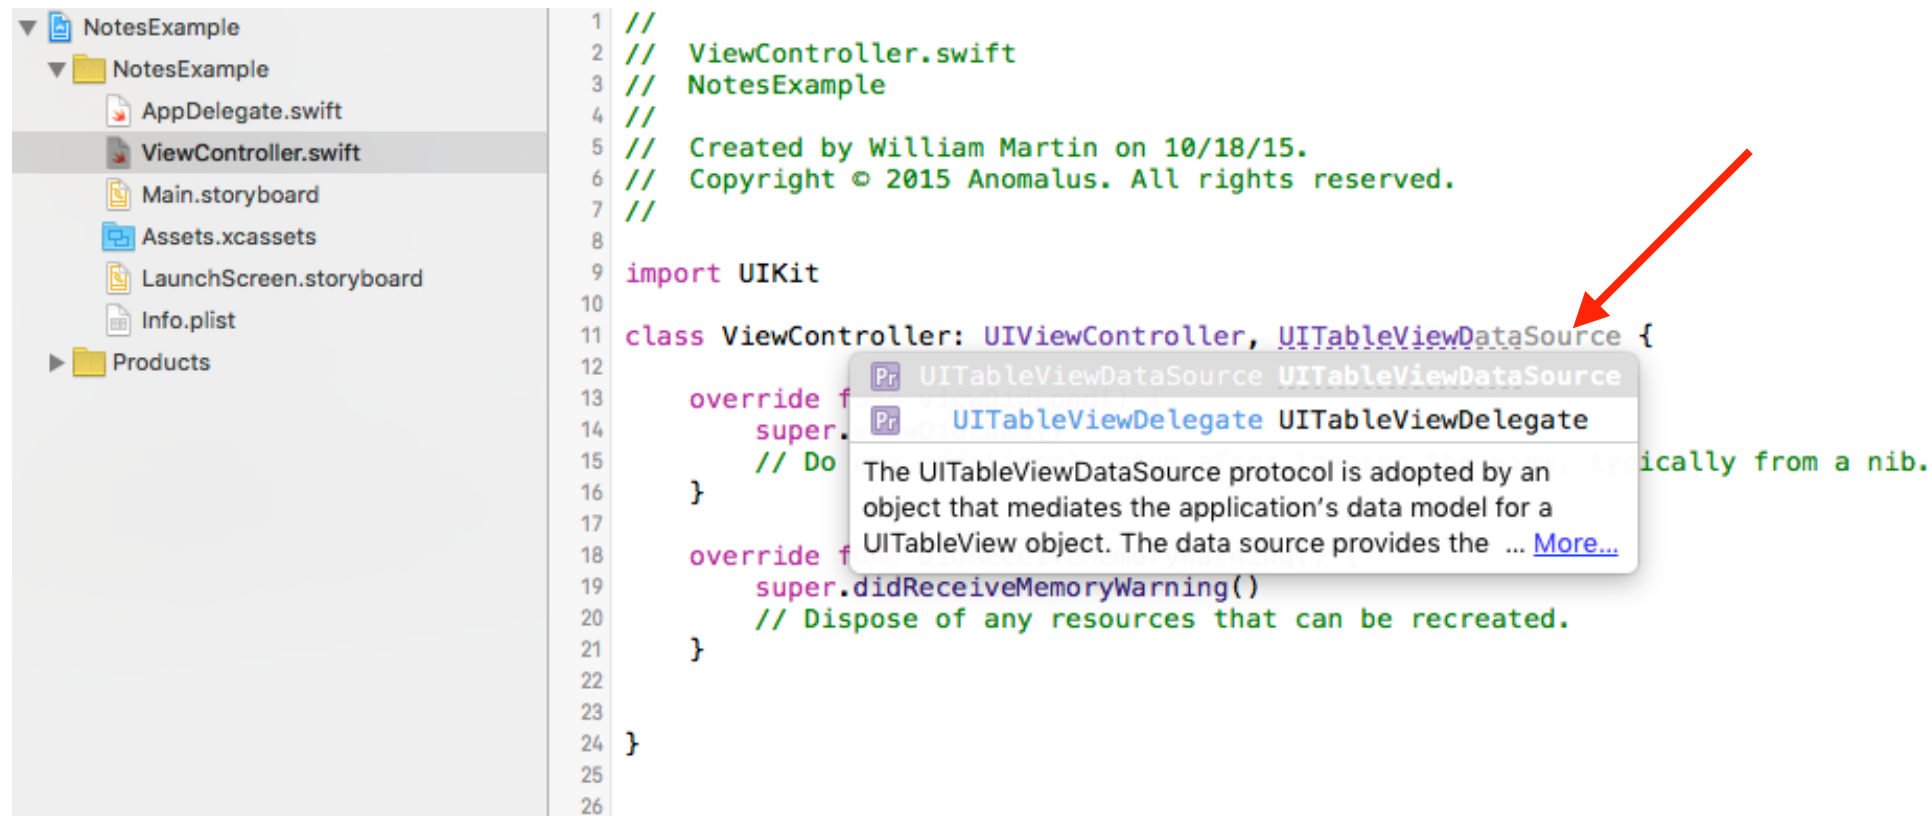 NotesExample
NotesExample
AppDelegate.swift
ViewController.swift
Main.storyboard
Assets.xcassets
LaunchScreen.storyboard
Info.plist
Products
1 //
2 //  ViewController.swift
3 //  NotesExample
4 //
5 //  Created by William Martin on 10/18/15.
6 //  Copyright © 2015 Anomalus. All rights reserved.
7 //
8
9 import UIKit
10
11 class ViewController: UIViewController, UITableViewDataSource {
12
Pr UITableViewDataSource UITableViewDataSource
13     override f
Pr UITableViewDelegate UITableViewDelegate
14         super.
15         // Do ically from a nib.
The UITableViewDataSource protocol is adopted by an
16     }
object that mediates the application's data model for a
17
UITableView object. The data source provides the ... More...
18     override f
19         super.didReceiveMemoryWarning()
20         // Dispose of any resources that can be recreated.
21     }
22
23
24 }
25
26